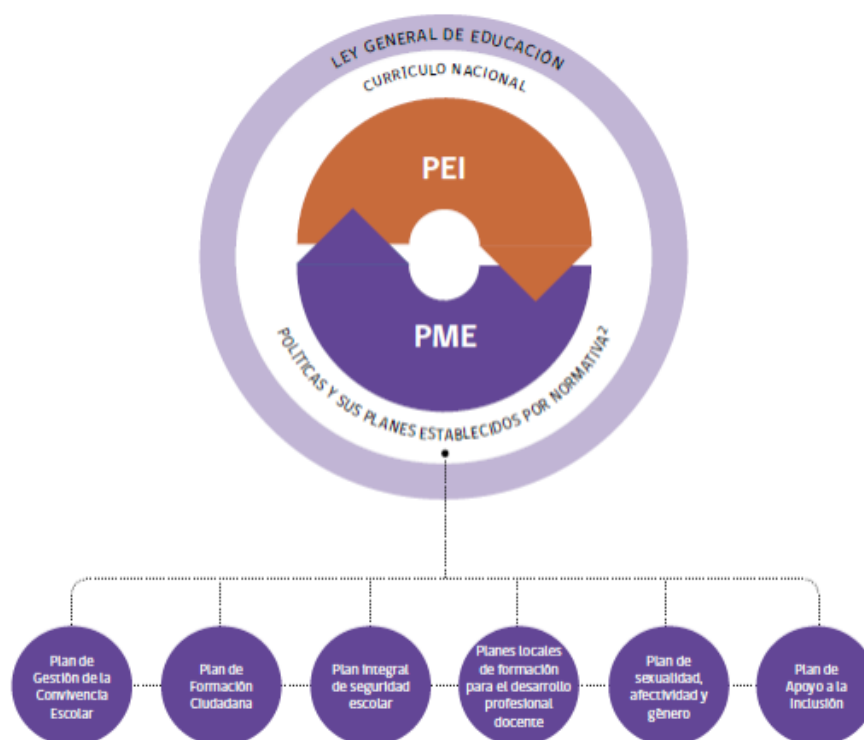 LEY GENERAL DE EDUCACIÓN
CURRÍCULO NACIONAL
PEI
PME
POLÍTICAS Y SUS PLANES ESTABLECIDOS POR NORMATIVA²
Plan de
Gestión de la
Convivencia
Escolar
Plan de
Formación
Ciudadana
Plan Integral
de seguridad
escolar
Planes locales
de formación
para el desarrollo
profesional
docente
Plan de
sexualidad,
afectividad y
género
Plan de
Apoyo a la
Inclusión